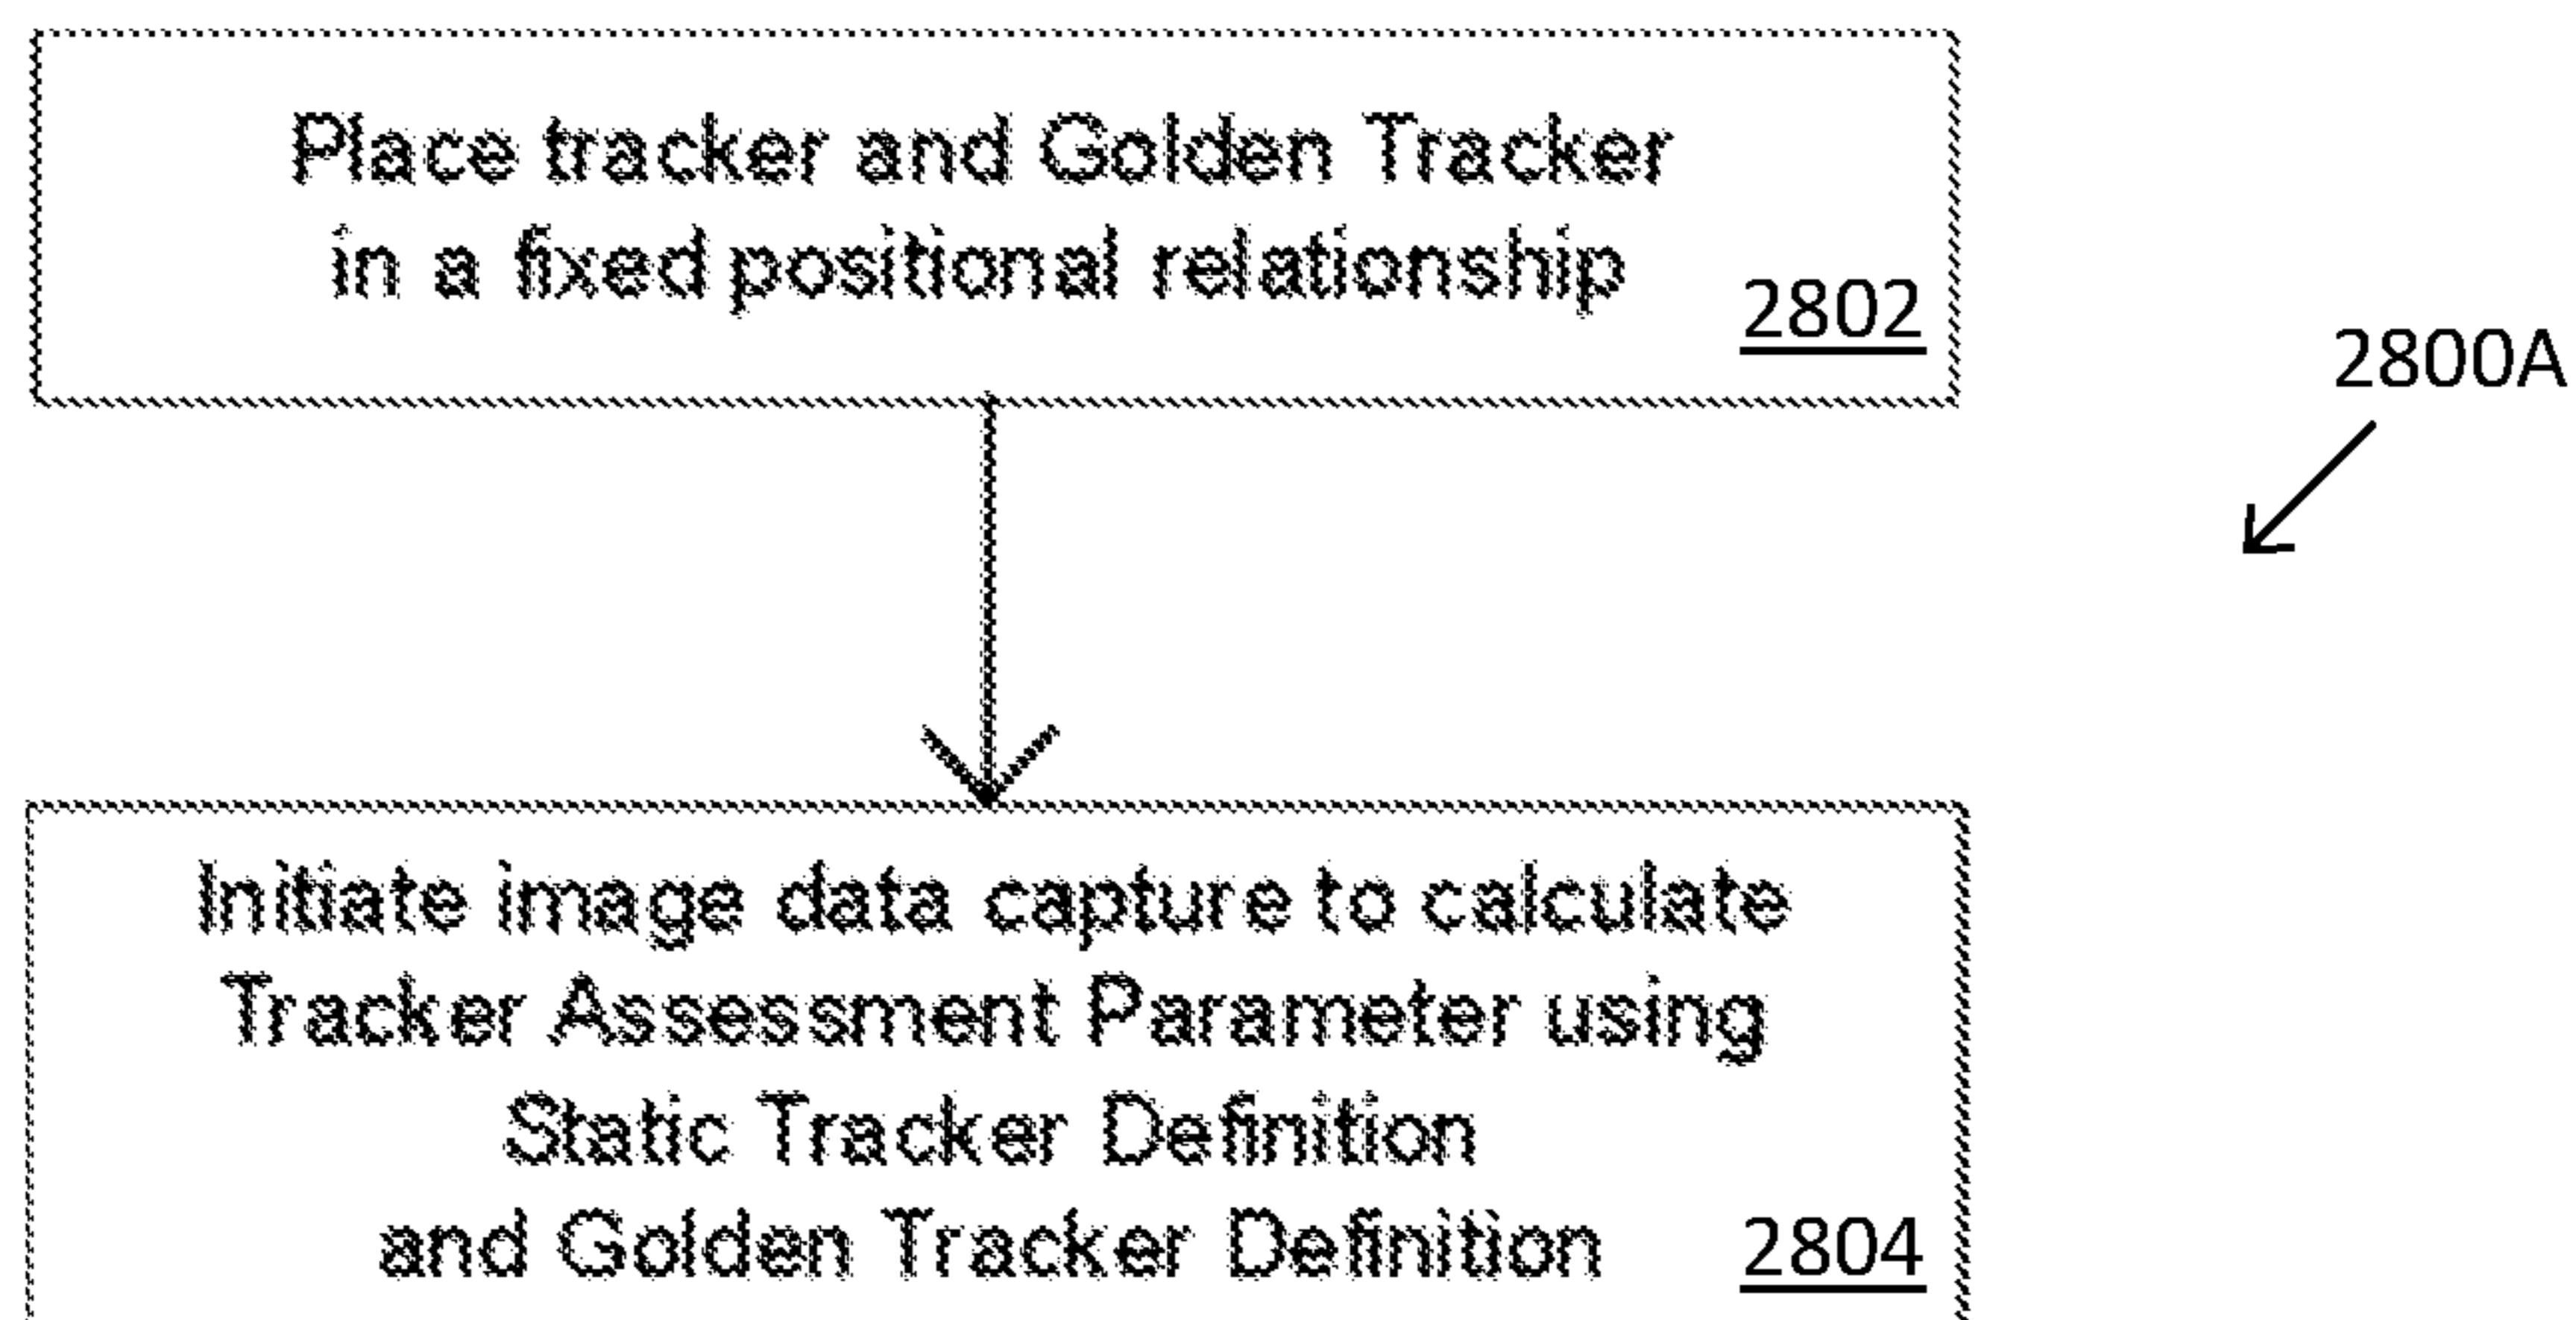 Place tracker and Golden Tracker
in a fixed positional relationship
2802
2800A
Initiate image data capture to calculate
Tracker Assessment Parameter using
Static Tracker Definition
and Golden Tracker Definition
2804